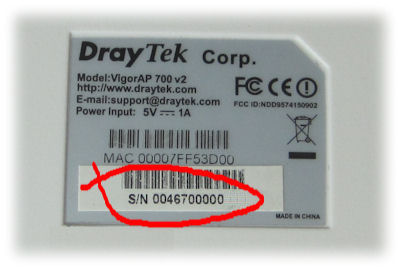 DrayTek Corp.
Model:VigorAP 700 v2
http://www.draytek.com
E-mail:support@draytek.com
Power Input: 5V ⎓ 1A
FCC ID:NDD9574150902
MAC 00007FF53D00
S/N 0046700000
MADE IN CHINA